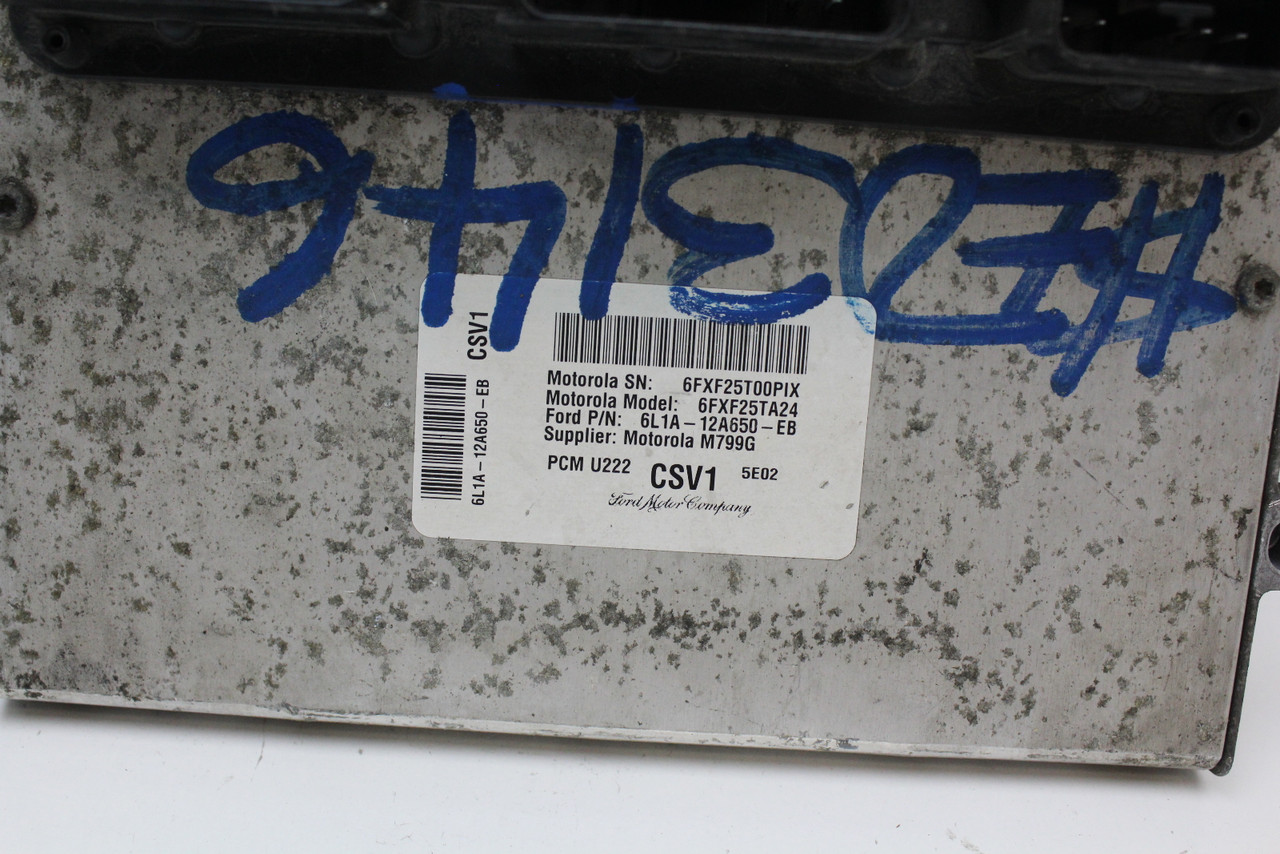 CSV1
6L1A-12A650-EB
Motorola SN: 6FXF25T00PIX
Motorola Model: 6FXF25TA24
Ford P/N: 6L1A-12A650-EB
Supplier: Motorola M799G
PCM U222 CSV1 5E02
Ford Motor Company